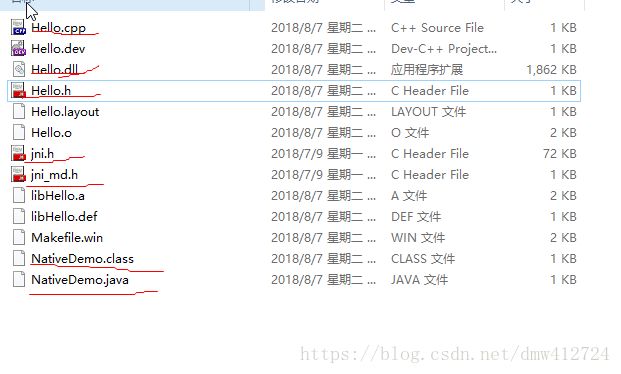 Hello.cpp 2018/8/7 星期二 ... C++ Source File 1 KB
Hello.dev 2018/8/7 星期二 ... Dev-C++ Project... 1 KB
Hello.dll 2018/8/7 星期二 ... 应用程序扩展 1,862 KB
Hello.h 2018/8/7 星期二 ... C Header File 1 KB
Hello.layout 2018/8/7 星期二 ... LAYOUT 文件 1 KB
Hello.o 2018/8/7 星期二 ... O 文件 2 KB
jni.h 2018/7/9 星期一 ... C Header File 72 KB
jni_md.h 2018/7/9 星期一 ... C Header File 1 KB
libHello.a 2018/8/7 星期二 ... A 文件 2 KB
libHello.def 2018/8/7 星期二 ... DEF 文件 1 KB
Makefile.win 2018/8/7 星期二 ... WIN 文件 2 KB
NativeDemo.class 2018/8/7 星期二 ... CLASS 文件 1 KB
NativeDemo.java 2018/8/7 星期二 ... JAVA 文件 1 KB
https://blog.csdn.net/dmw412724